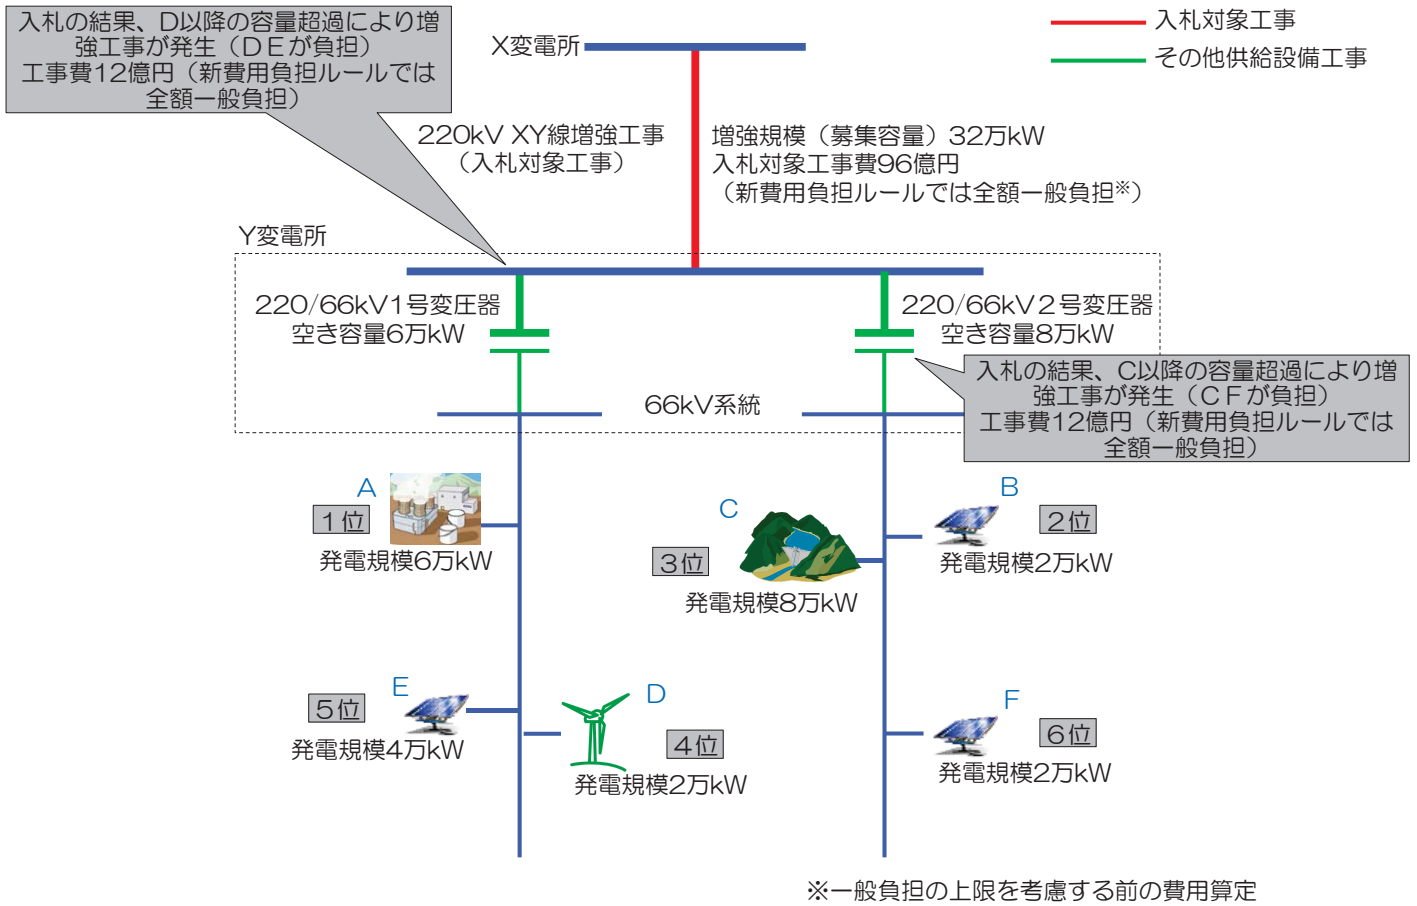 入札の結果、D以降の容量超過により増
強工事が発生（DEが負担）
工事費12億円（新費用負担ルールでは
全額一般負担）
入札対象工事
その他供給設備工事
X変電所
220kV XY線増強工事
（入札対象工事）
増強規模（募集容量）32万kW
入札対象工事費96億円
（新費用負担ルールでは全額一般負担※）
Y変電所
220/66kV1号変圧器
空き容量6万kW
220/66kV2号変圧器
空き容量8万kW
入札の結果、C以降の容量超過により増
強工事が発生（CFが負担）
工事費12億円（新費用負担ルールでは
全額一般負担）
66kV系統
A
1位
発電規模6万kW
B
2位
発電規模2万kW
C
3位
発電規模8万kW
E
5位
発電規模4万kW
D
4位
発電規模2万kW
F
6位
発電規模2万kW
※一般負担の上限を考慮する前の費用算定